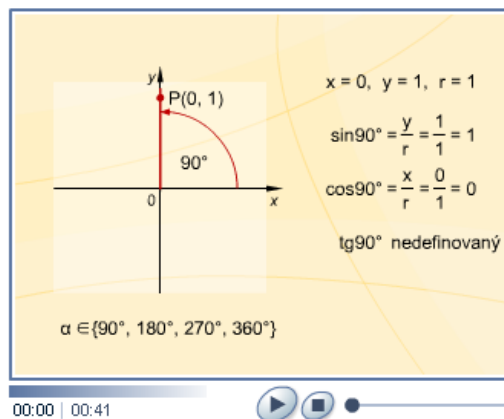 y
P(0, 1)
90°
0
x
x = 0, y = 1, r = 1
sin90° = y/r = 1/1 = 1
cos90° = x/r = 0/1 = 0
tg90° nedefinovaný
α ∈{90°, 180°, 270°, 360°}
00:00 | 00:41